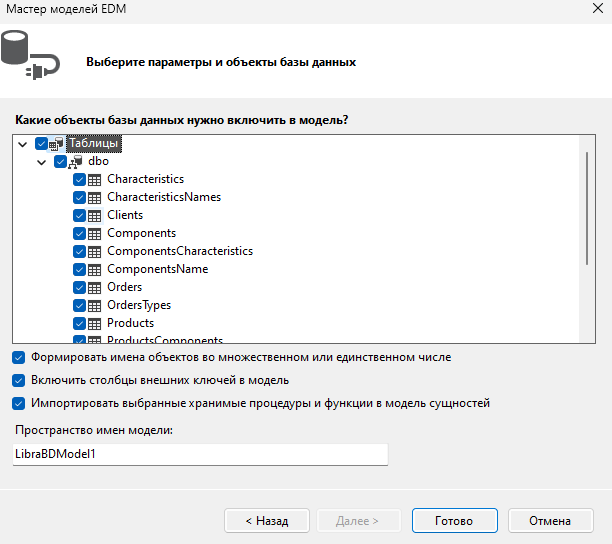 Мастер моделей EDM
Выберите параметры и объекты базы данных
Какие объекты базы данных нужно включить в модель?
Таблицы
dbo
Characteristics
CharacteristicsNames
Clients
Components
ComponentsCharacteristics
ComponentsName
Orders
OrdersTypes
Products
ProductsComponents
Формировать имена объектов во множественном или единственном числе
Включить столбцы внешних ключей в модель
Импортировать выбранные хранимые процедуры и функции в модель сущностей
Пространство имен модели:
LibraBDModel1
< Назад
Далее >
Готово
Отмена